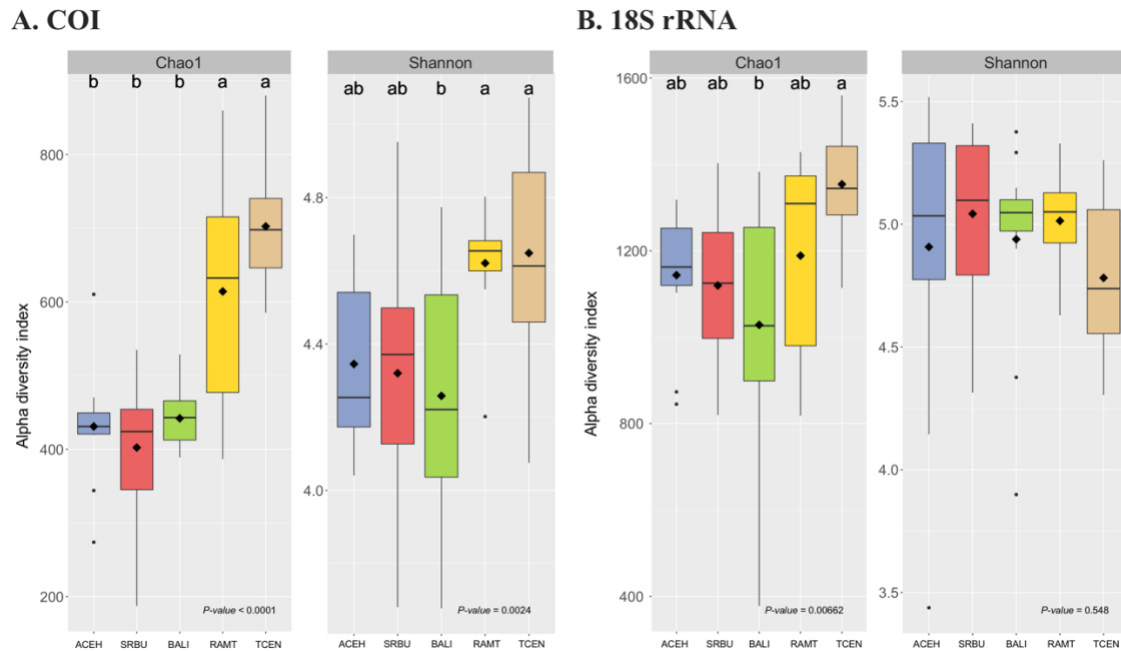 A. COI
B. 18S rRNA
Chao1
Shannon
Chao1
Shannon
b b b a a
ab ab b a a
ab ab b ab a
Alpha diversity index
800
600
400
200
4.8
4.4
4.0
Alpha diversity index
1600
1200
800
400
5.5
5.0
4.5
4.0
3.5
P-value < 0.0001
P-value = 0.0024
P-value = 0.00662
P-value = 0.548
ACEH SRBU BALI RAMT TCEN
ACEH SRBU BALI RAMT TCEN
ACEH SRBU BALI RAMT TCEN
ACEH SRBU BALI RAMT TCEN